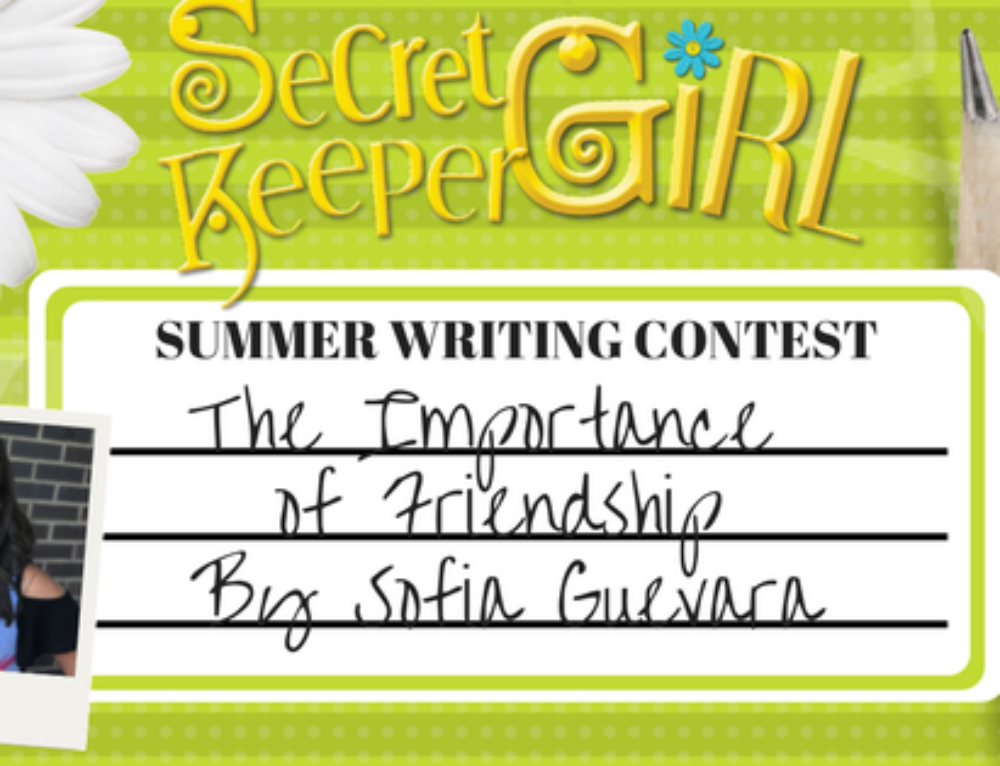 Secret
Keeper GiRL
SUMMER WRITING CONTEST
The Importance
of Friendship
By Sofia Guevara